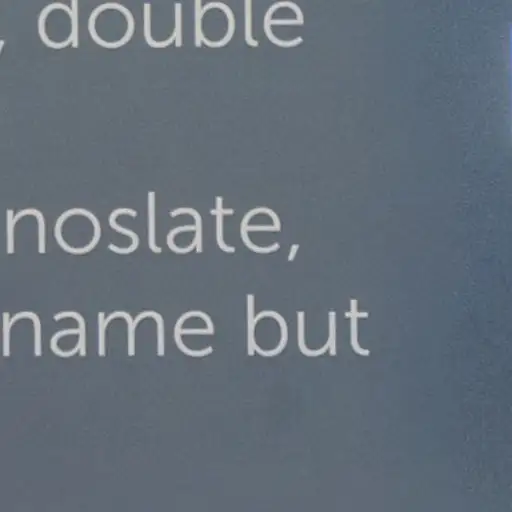 , double
noslate,
name but